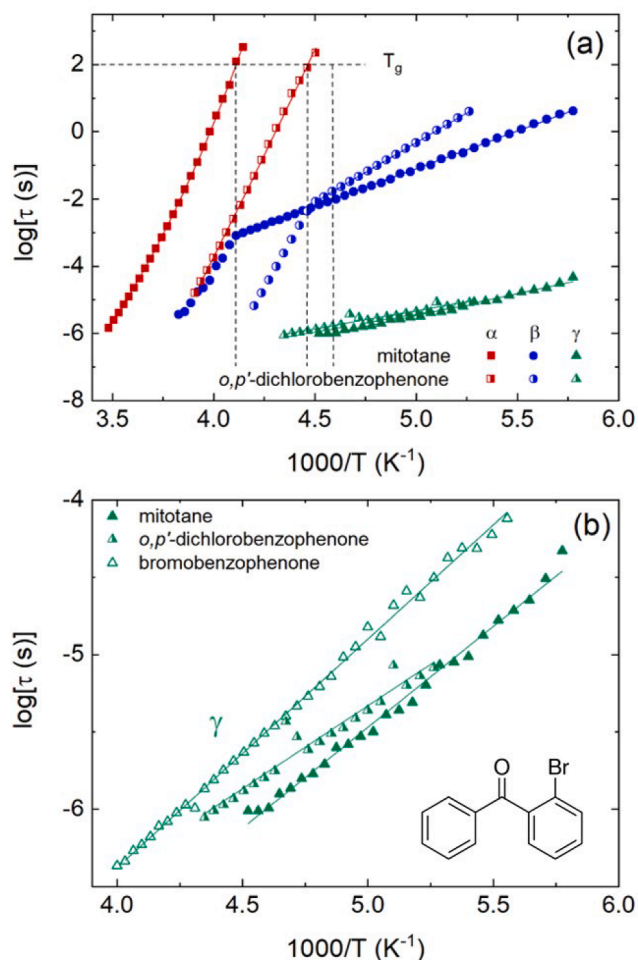 (a)
4
2
0
-2
-4
-6
-8
T_g
log[τ (s)]
α β γ
mitotane
o,p'-dichlorobenzophenone
3.5 4.0 4.5 5.0 5.5 6.0
1000/T (K⁻¹)
(b)
-4
-5
-6
mitotane
o,p'-dichlorobenzophenone
bromobenzophenone
log[τ (s)]
γ
O
Br
4.0 4.5 5.0 5.5 6.0
1000/T (K⁻¹)